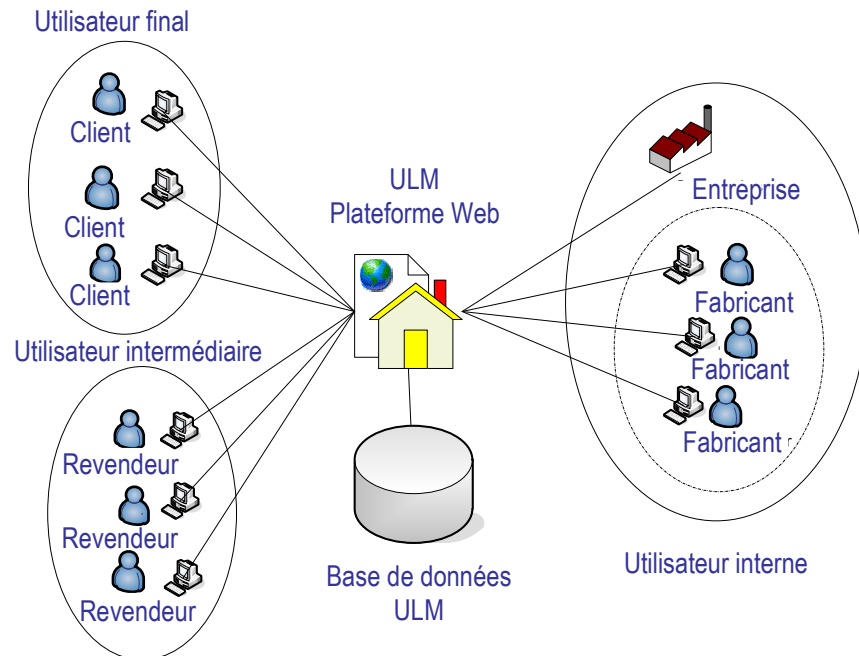 Utilisateur final
Client
Client
Client
Utilisateur intermédiaire
Revendeur
Revendeur
Revendeur
ULM
Plateforme Web
Base de données
ULM
Entreprise
Fabricant
Fabricant
Fabricant
Utilisateur interne